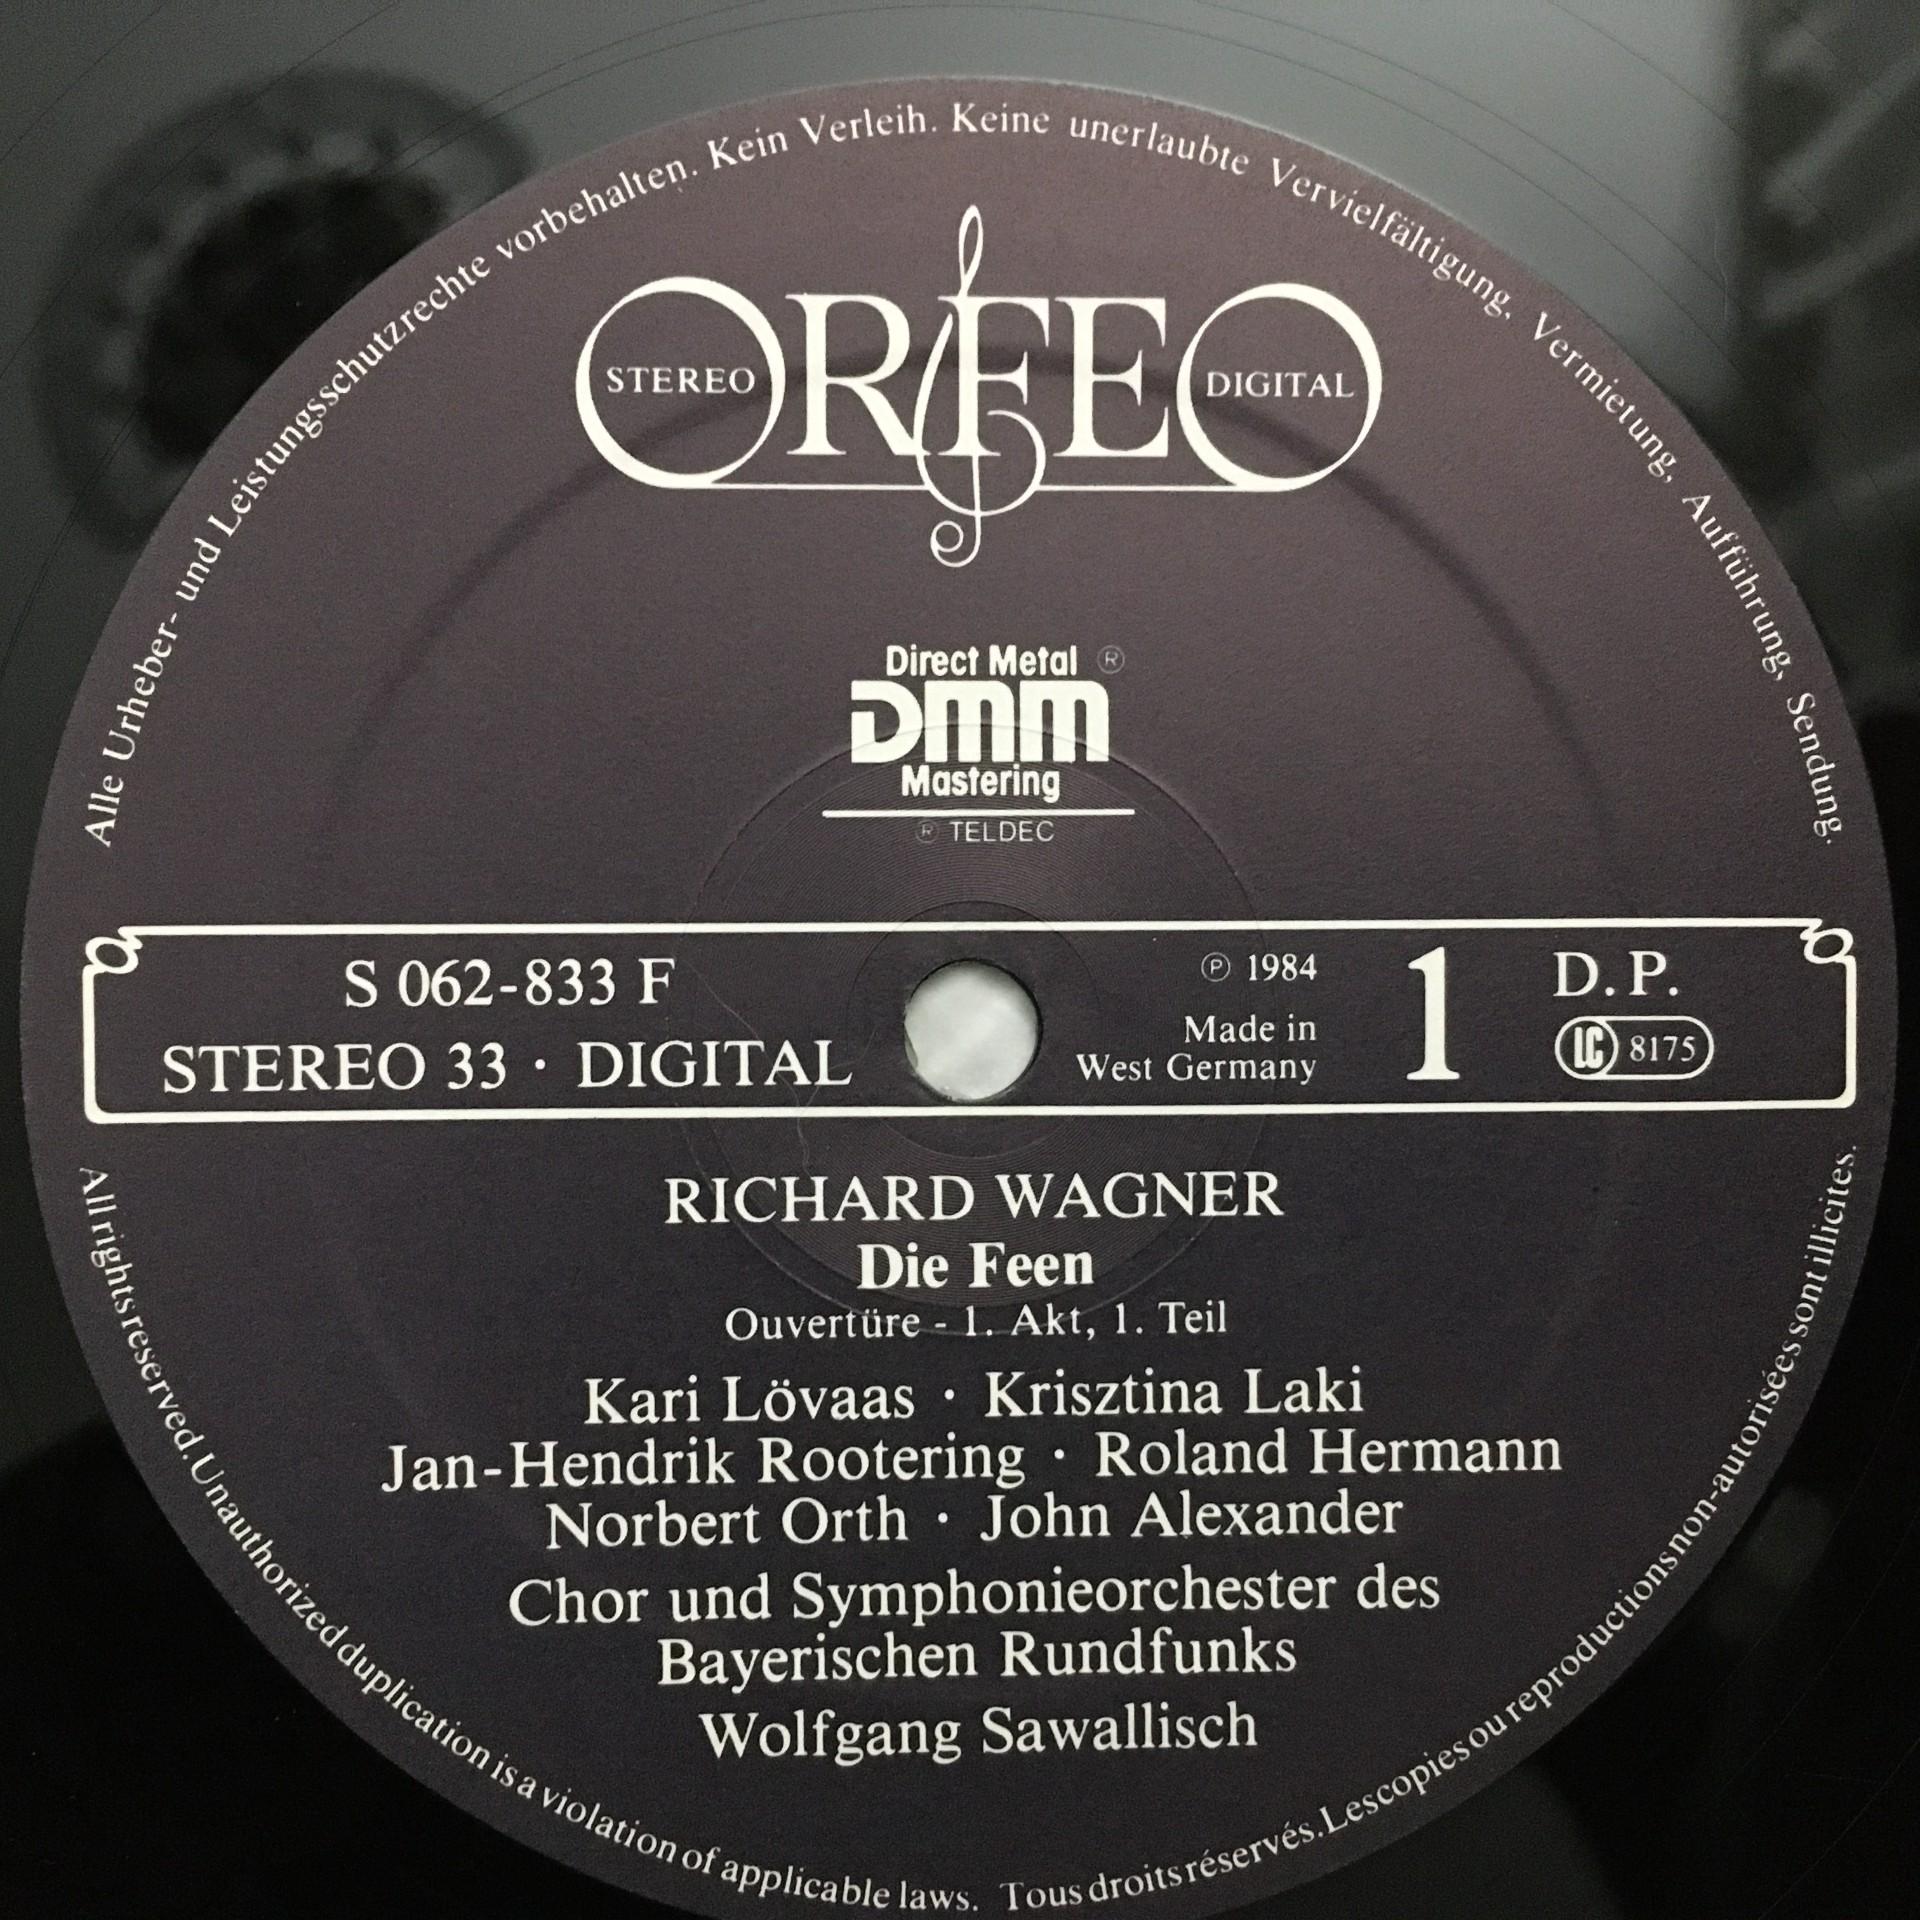 Alle Urheber- und Leistungsschutzrechte vorbehalten. Kein Verleih. Keine unerlaubte Vervielfältigung, Vermietung, Aufführung, Sendung.
ORFEO
STEREO DIGITAL
Direct Metal ®
DMM
Mastering
® TELDEC
S 062-833 F
STEREO 33 · DIGITAL
℗ 1984
Made in
West Germany
1
D.P.
LC 8175
RICHARD WAGNER
Die Feen
Ouvertüre - 1. Akt, 1. Teil
Kari Lövaas · Krisztina Laki
Jan-Hendrik Rootering · Roland Hermann
Norbert Orth · John Alexander
Chor und Symphonieorchester des
Bayerischen Rundfunks
Wolfgang Sawallisch
All rights reserved. Unauthorized duplication is a violation of applicable laws. Tous droits réservés. Les copies ou reproductions non-autorisées sont illicites.